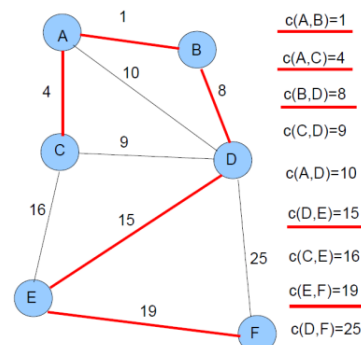 1
A
B
c(A,B)=1
10
8
c(A,C)=4
4
c(B,D)=8
9
C
D
c(C,D)=9
c(A,D)=10
15
16
c(D,E)=15
25
c(C,E)=16
E
19
F
c(E,F)=19
c(D,F)=25